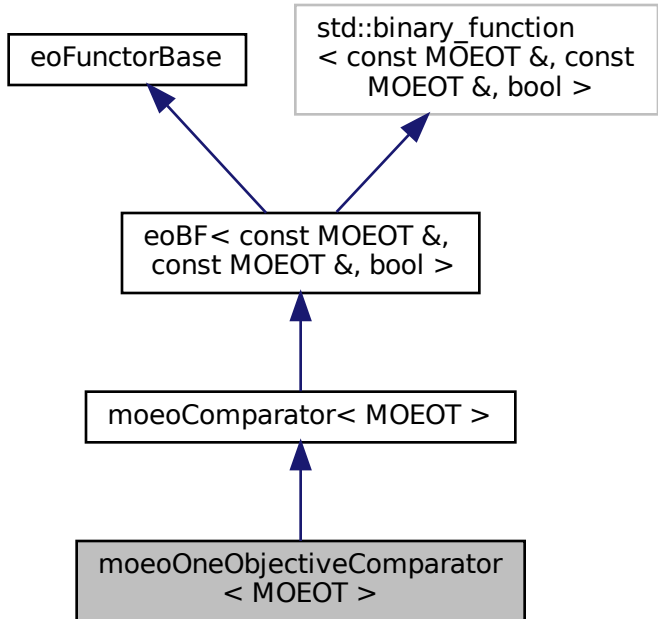 eoFunctorBase
std::binary_function
< const MOEOT &, const
MOEOT &, bool >
eoBF< const MOEOT &,
const MOEOT &, bool >
moeoComparator< MOEOT >
moeoOneObjectiveComparator
< MOEOT >